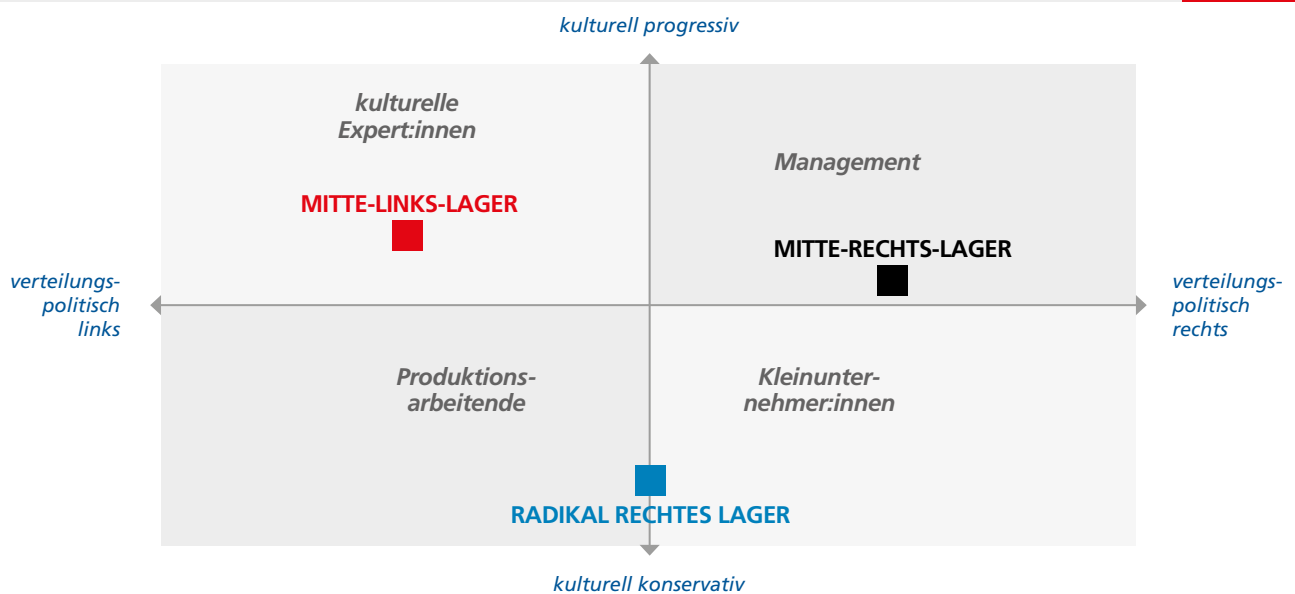 kulturell progressiv
kulturelle
Expert:innen
Management
MITTE-LINKS-LAGER
MITTE-RECHTS-LAGER
verteilungs-
politisch
links
verteilungs-
politisch
rechts
Produktions-
arbeitende
Kleinunter-
nehmer:innen
RADIKAL RECHTES LAGER
kulturell konservativ